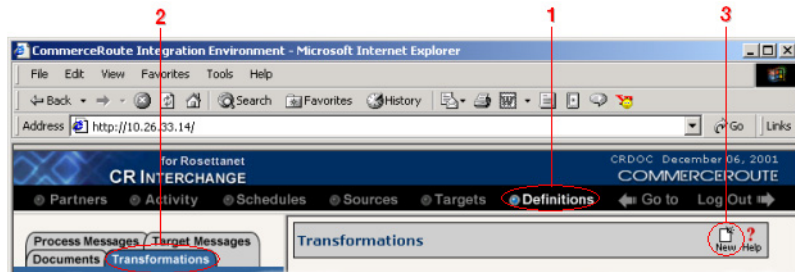 2 1 3
CommerceRoute Integration Environment - Microsoft Internet Explorer
File Edit View Favorites Tools Help
Back Search Favorites History
Address http://10.26.33.14/ Go Links
for Rosettanet CRDOC December 06, 2001
CR INTERCHANGE COMMERCEROUTE
Partners Activity Schedules Sources Targets Definitions Go to Log Out
Process Messages Target Messages Transformations
Documents Transformations New Help